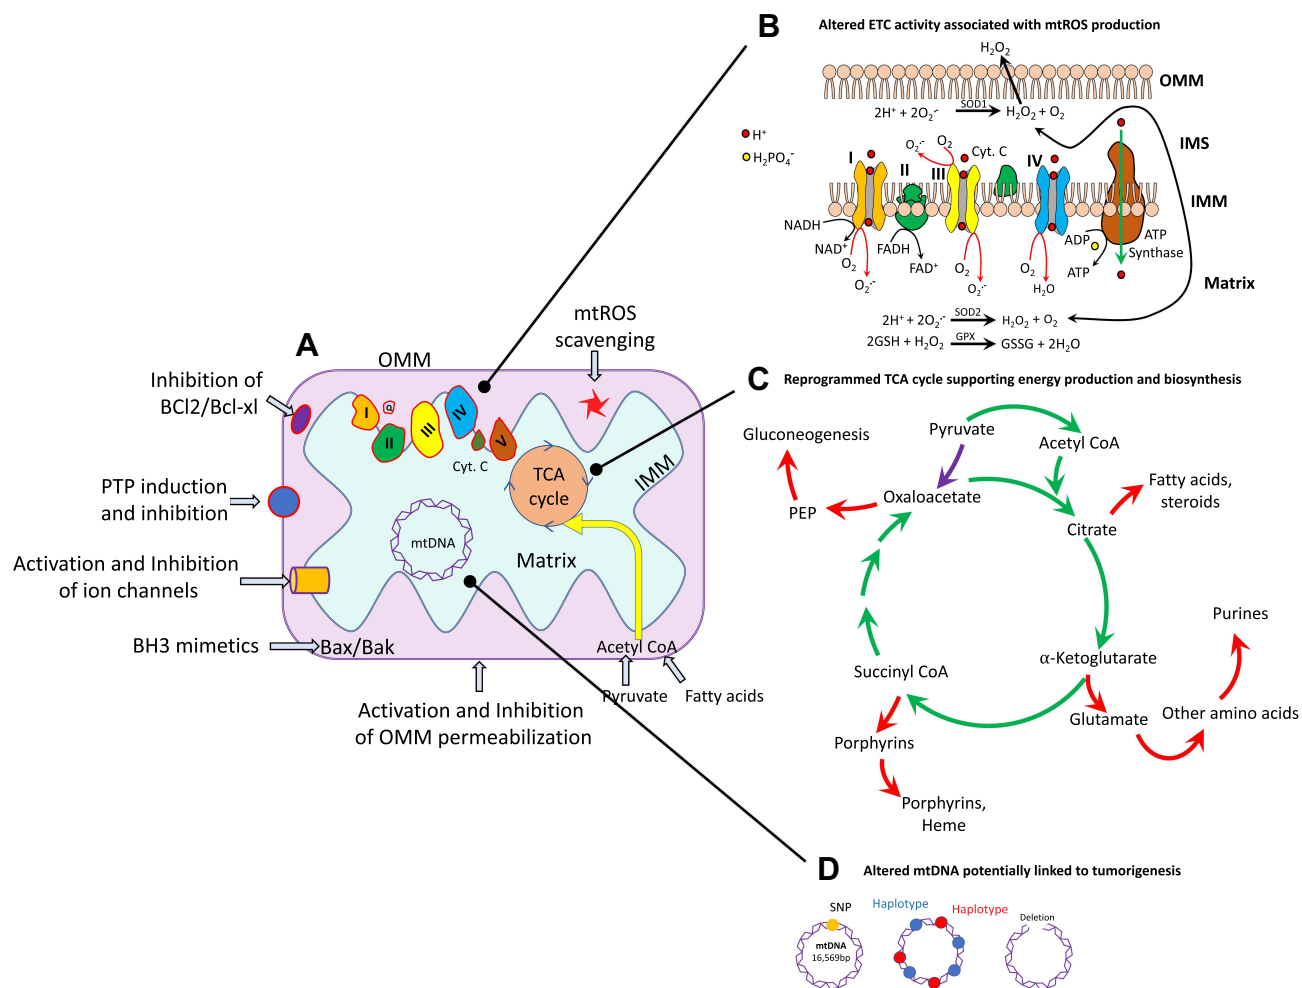 A
OMM
mtROS
scavenging
Inhibition of
BCl2/Bcl-xl
I
Q
II
III
IV
V
Cyt. C
TCA
cycle
IMM
PTP induction
and inhibition
mtDNA
Matrix
Activation and Inhibition
of ion channels
BH3 mimetics
Bax/Bak
Acetyl CoA
Pyruvate
Fatty acids
Activation and Inhibition
of OMM permeabilization
B
Altered ETC activity associated with mtROS production
H₂O₂
OMM
2H⁺ + 2O₂·⁻ SOD1 H₂O₂ + O₂
H⁺
H₂PO₄⁻
IMS
O₂·⁻
O₂
Cyt. C
I
II
III
IV
IMM
NADH
NAD⁺
FADH
FAD⁺
O₂
O₂·⁻
O₂
O₂·⁻
O₂
H₂O
ADP
ATP
ATP
Synthase
Matrix
2H⁺ + 2O₂·⁻ SOD2 H₂O₂ + O₂
2GSH + H₂O₂ GPX GSSG + 2H₂O
C
Reprogrammed TCA cycle supporting energy production and biosynthesis
Gluconeogenesis
Pyruvate
Acetyl CoA
PEP
Oxaloacetate
Fatty acids,
steroids
Citrate
Purines
α-Ketoglutarate
Succinyl CoA
Glutamate
Other amino acids
Porphyrins
Porphyrins,
Heme
D
Altered mtDNA potentially linked to tumorigenesis
SNP
mtDNA
16,569bp
Haplotype
Haplotype
Deletion